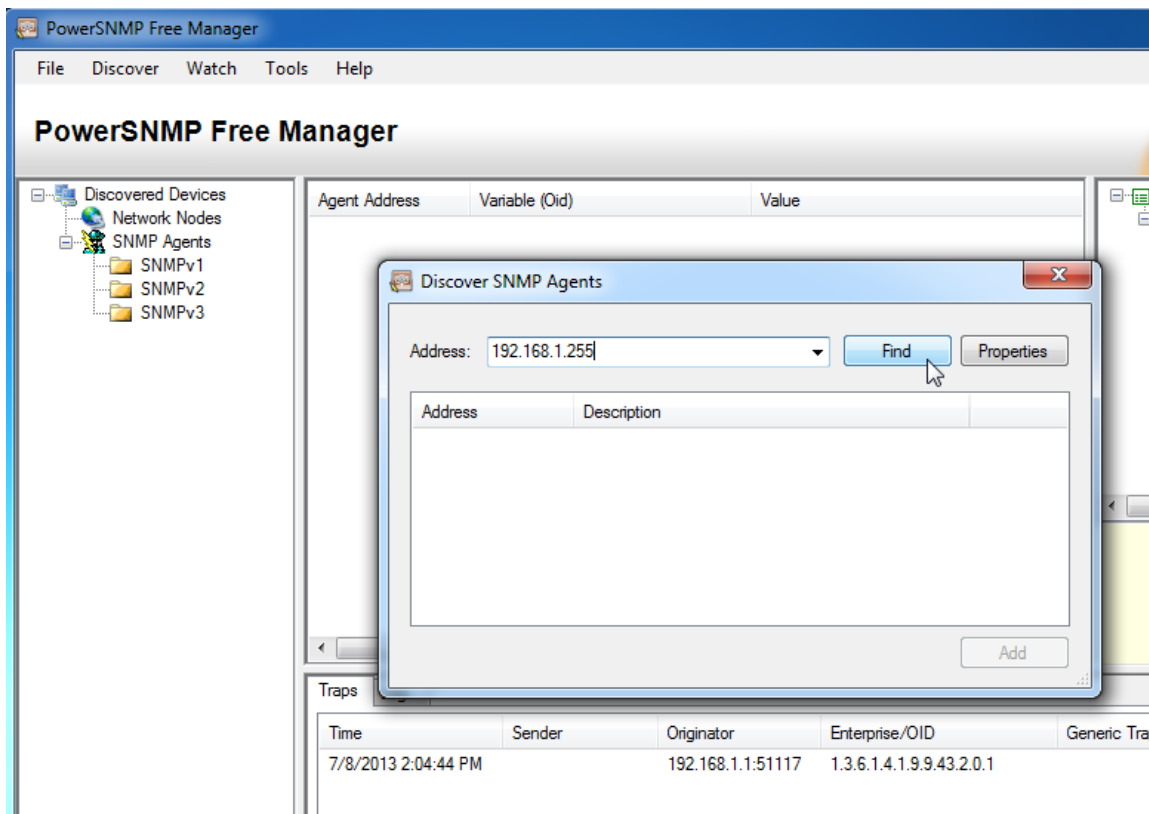 PowerSNMP Free Manager
File Discover Watch Tools Help
PowerSNMP Free Manager
Discovered Devices
Network Nodes
SNMP Agents
SNMPv1
SNMPv2
SNMPv3
Agent Address Variable (Oid) Value
Discover SNMP Agents
Address: 192.168.1.255 Find Properties
Address Description
Add
Traps
Time Sender Originator Enterprise/OID Generic Tra
7/8/2013 2:04:44 PM 192.168.1.1:51117 1.3.6.1.4.1.9.9.43.2.0.1